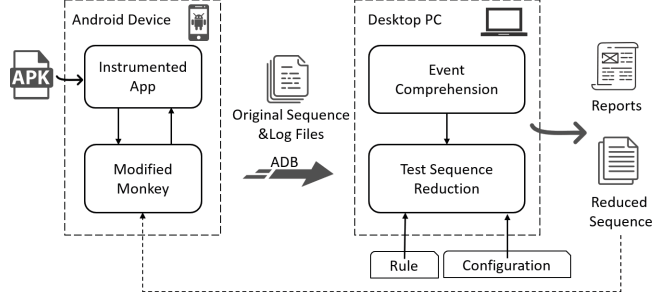 Android Device
APK
Instrumented
App
Modified
Monkey
Original Sequence
&Log Files
ADB
Desktop PC
Event
Comprehension
Test Sequence
Reduction
Rule
Configuration
Reports
Reduced
Sequence